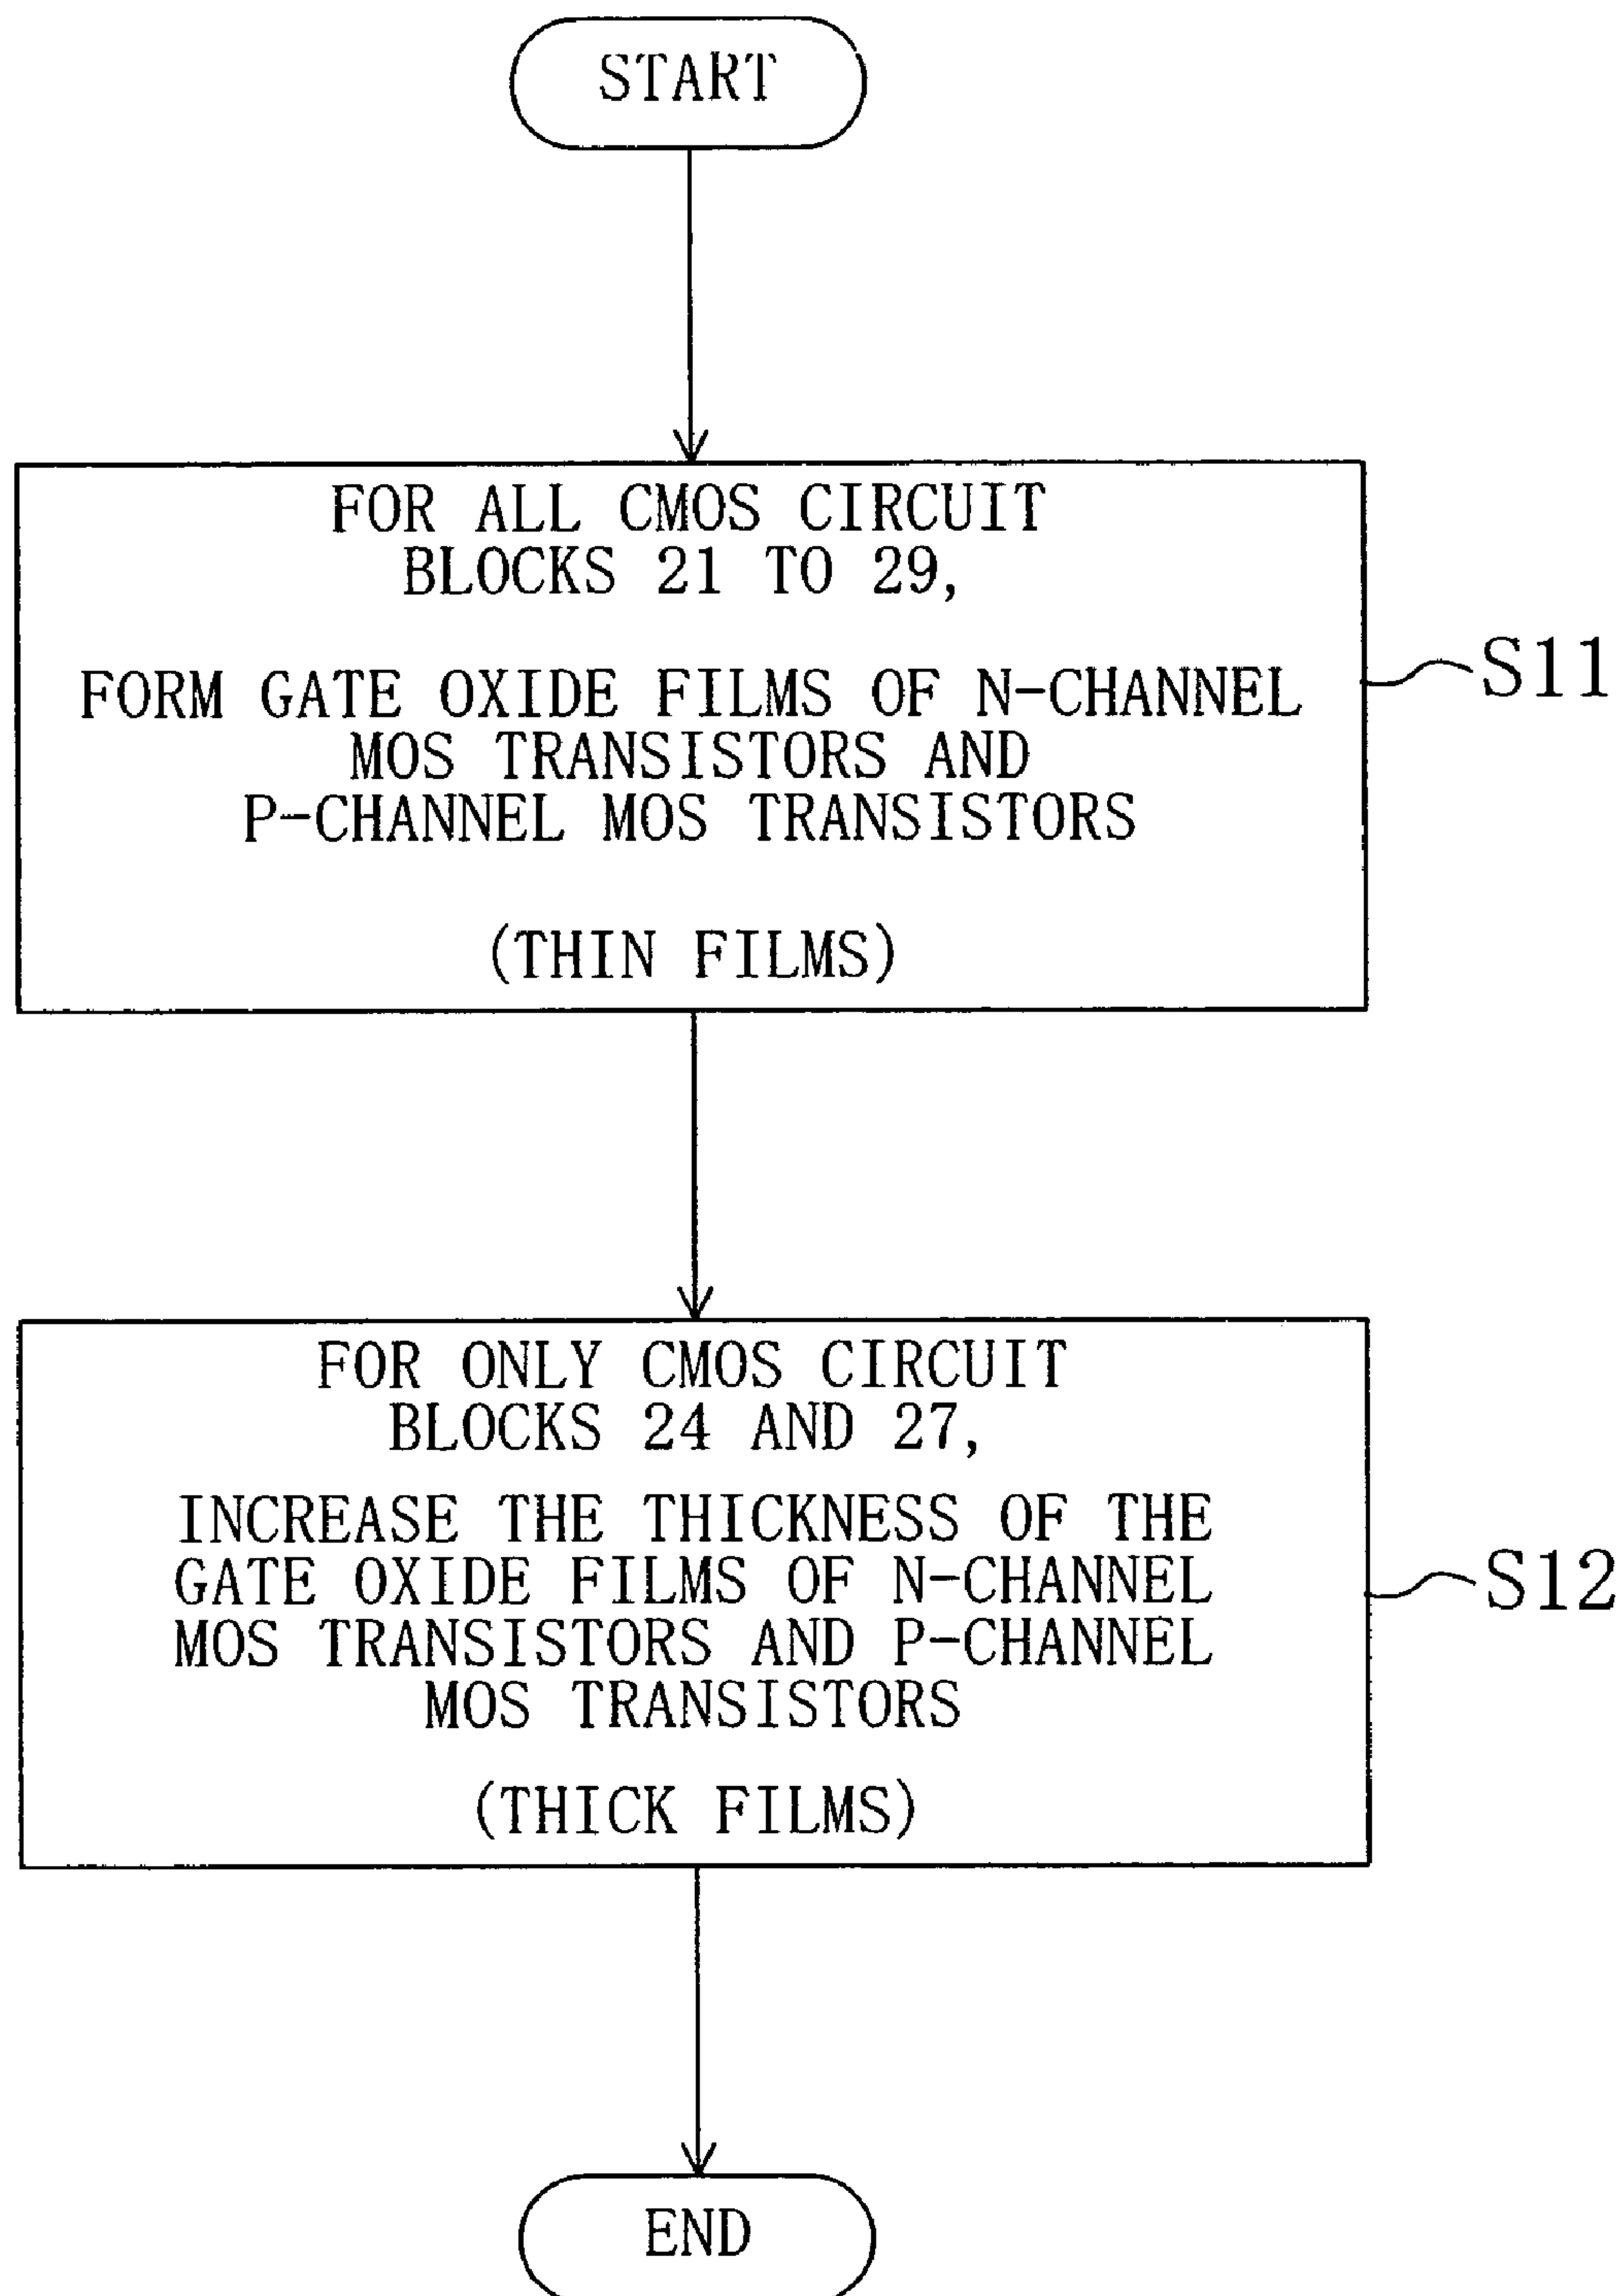 START
FOR ALL CMOS CIRCUIT
BLOCKS 21 TO 29,
FORM GATE OXIDE FILMS OF N-CHANNEL
MOS TRANSISTORS AND
P-CHANNEL MOS TRANSISTORS
(THIN FILMS)
S11
FOR ONLY CMOS CIRCUIT
BLOCKS 24 AND 27,
INCREASE THE THICKNESS OF THE
GATE OXIDE FILMS OF N-CHANNEL
MOS TRANSISTORS AND P-CHANNEL
MOS TRANSISTORS
(THICK FILMS)
S12
END